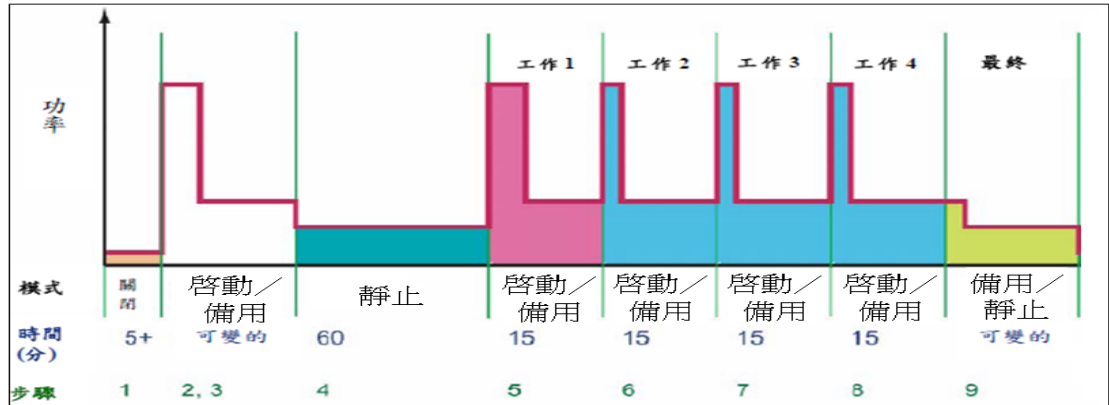 工作 1 工作 2 工作 3 工作 4 最終
功率
模式 關閉 啓動／備用 靜止 啓動／備用 啓動／備用 啓動／備用 啓動／備用 備用／靜止
時間(分) 5+ 可變的 60 15 15 15 15 可變的
步驟 1 2, 3 4 5 6 7 8 9